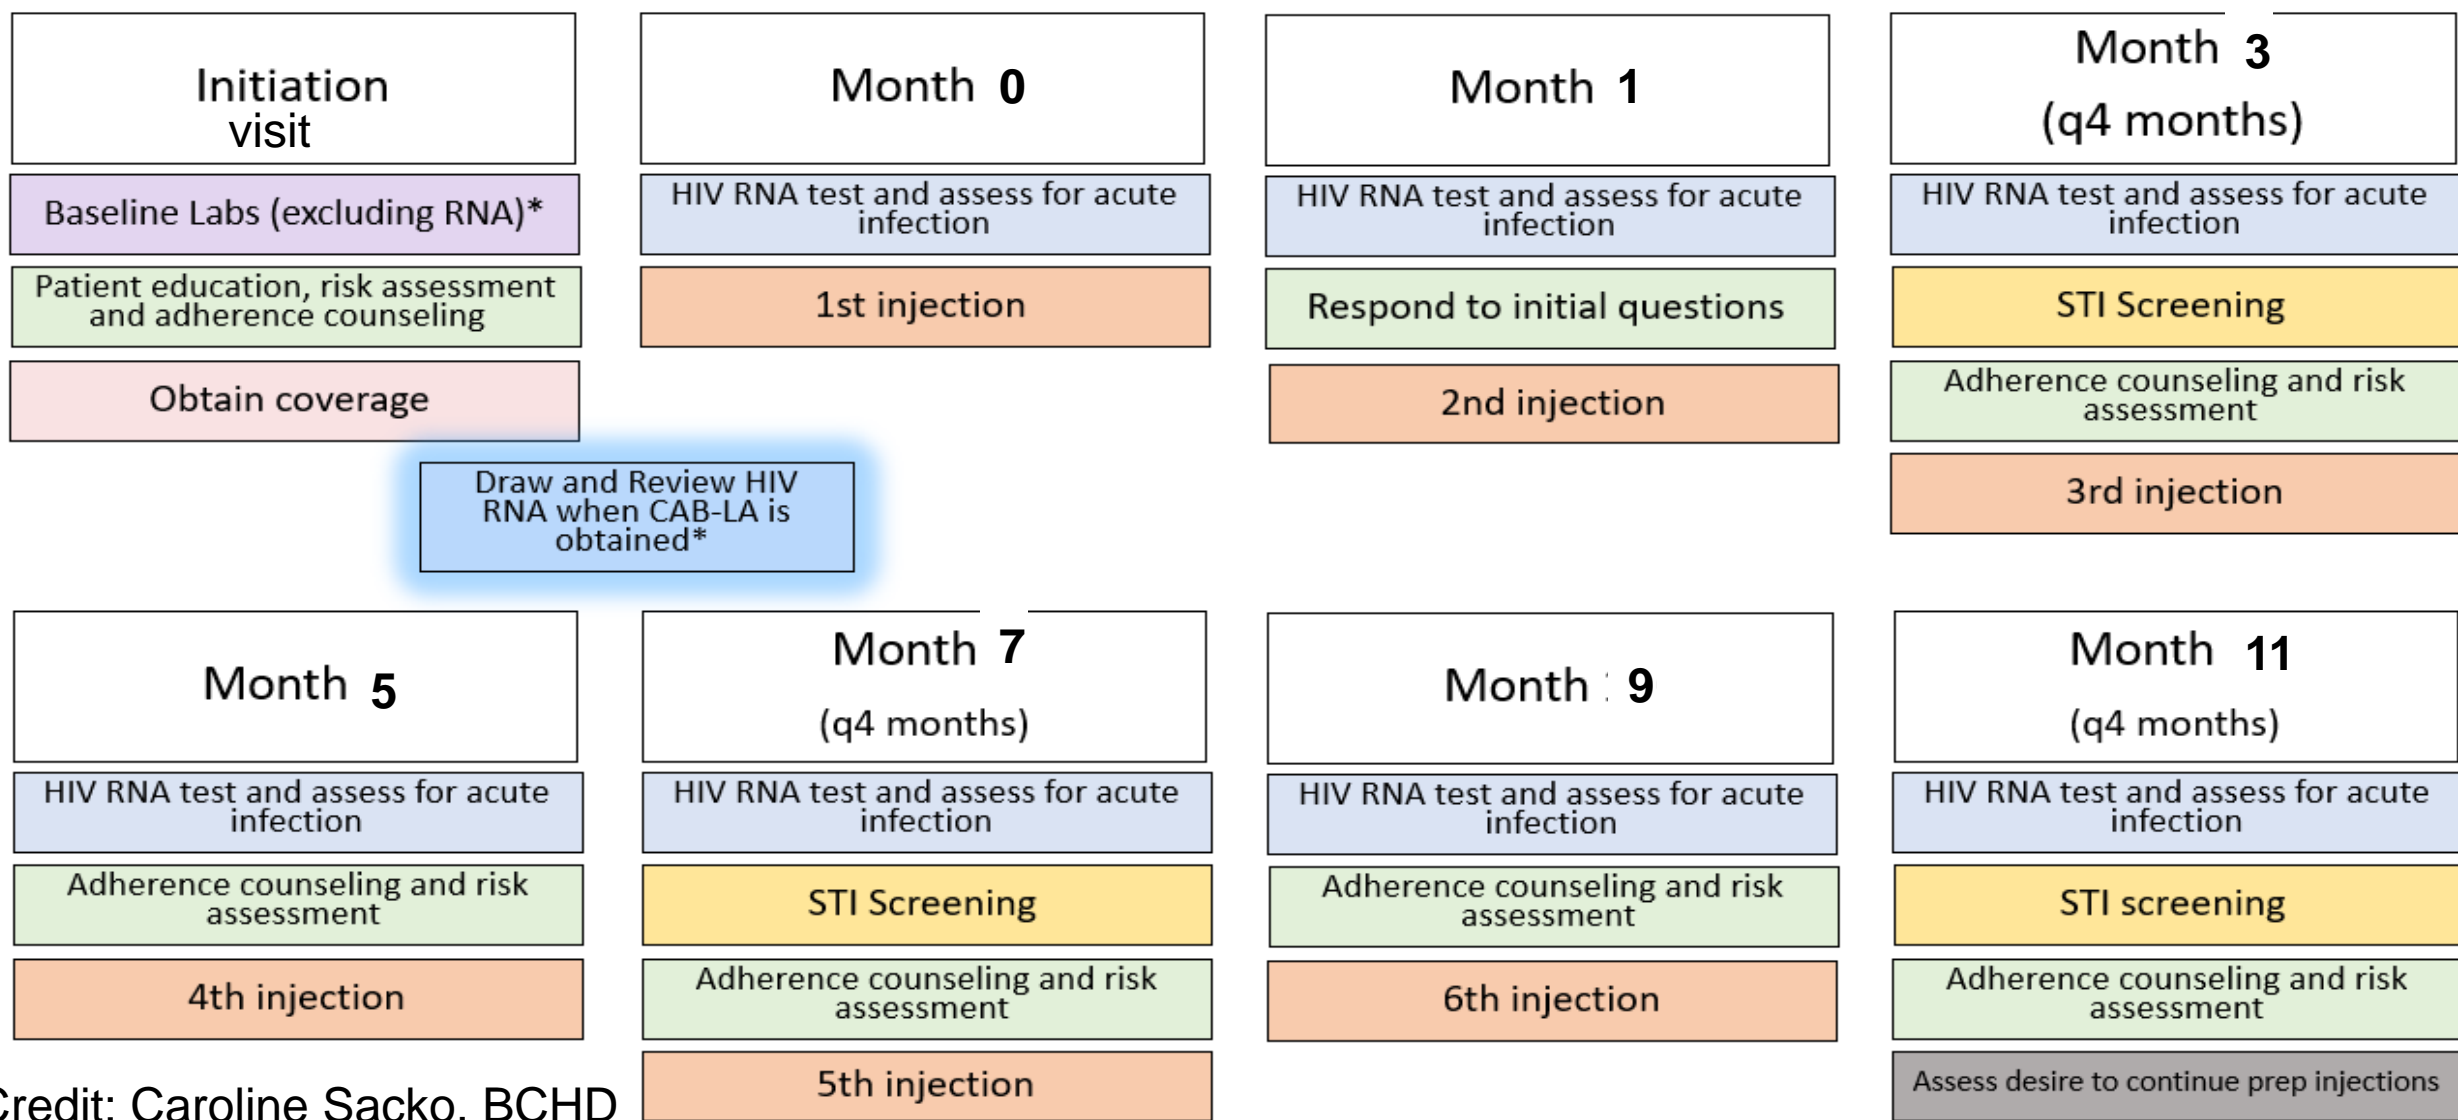 Initiation
visit
Baseline Labs (excluding RNA)*
Patient education, risk assessment
and adherence counseling
Obtain coverage
Draw and Review HIV
RNA when CAB-LA is
obtained*
Month 0
HIV RNA test and assess for acute
infection
1st injection
Month 1
HIV RNA test and assess for acute
infection
Respond to initial questions
2nd injection
Month 3
(q4 months)
HIV RNA test and assess for acute
infection
STI Screening
Adherence counseling and risk
assessment
3rd injection
Month 5
HIV RNA test and assess for acute
infection
Adherence counseling and risk
assessment
4th injection
Month 7
(q4 months)
HIV RNA test and assess for acute
infection
STI Screening
Adherence counseling and risk
assessment
5th injection
Month 9
HIV RNA test and assess for acute
infection
Adherence counseling and risk
assessment
6th injection
Month 11
(q4 months)
HIV RNA test and assess for acute
infection
STI screening
Adherence counseling and risk
assessment
Assess desire to continue prep injections
Credit: Caroline Sacko, BCHD